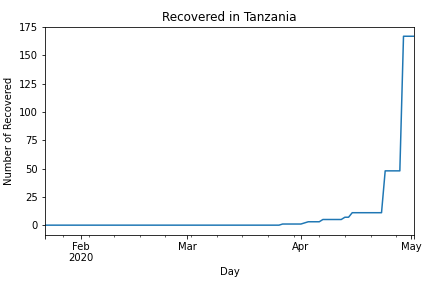 Recovered in Tanzania
175
150
125
100
75
50
25
0
Number of Recovered
Feb
2020
Mar
Apr
May
Day